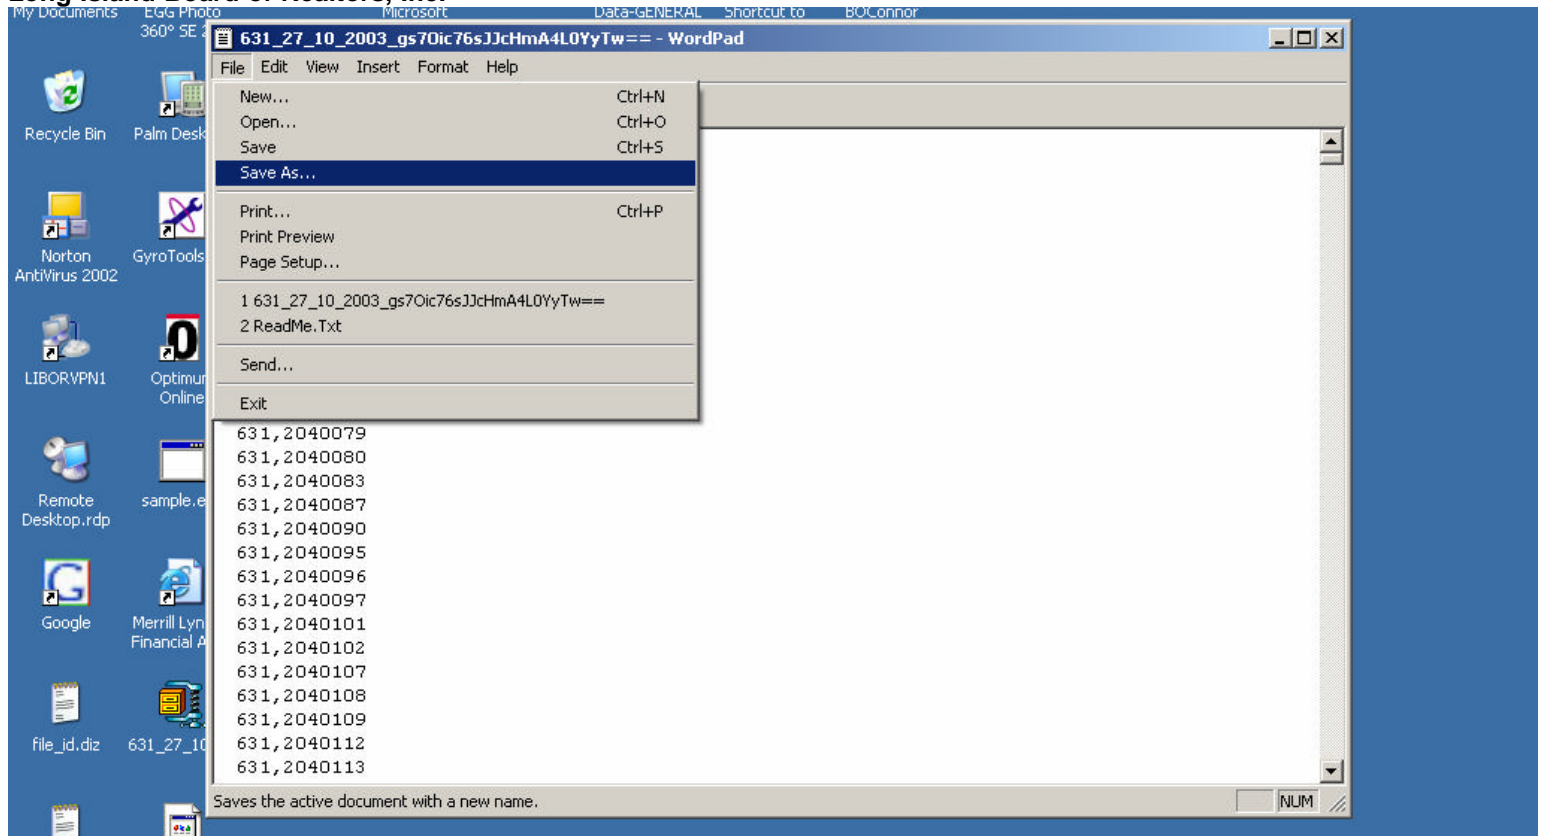 Long Island Board of Realtors, Inc.
My Documents EGG Photo Microsoft Data-GENERAL Shortcut to BOConnor
360° SE 2
631_27_10_2003_gs7Oic76sJJcHmA4L0YyTw== - WordPad
File Edit View Insert Format Help
New... Ctrl+N
Open... Ctrl+O
Recycle Bin Palm Desk
Save Ctrl+S
Save As...
Print... Ctrl+P
Print Preview
Norton GyroTools
AntiVirus 2002
Page Setup...
1 631_27_10_2003_gs7Oic76sJJcHmA4L0YyTw==
2 ReadMe.Txt
Send...
LIBORVPN1 Optimum
Online
Exit
631,2040079
631,2040080
631,2040083
Remote sample.e
Desktop.rdp
631,2040087
631,2040090
631,2040095
631,2040096
631,2040097
Google Merrill Lyn
Financial A
631,2040101
631,2040102
631,2040107
631,2040108
631,2040109
file_id.diz 631_27_10
631,2040112
631,2040113
Saves the active document with a new name. NUM